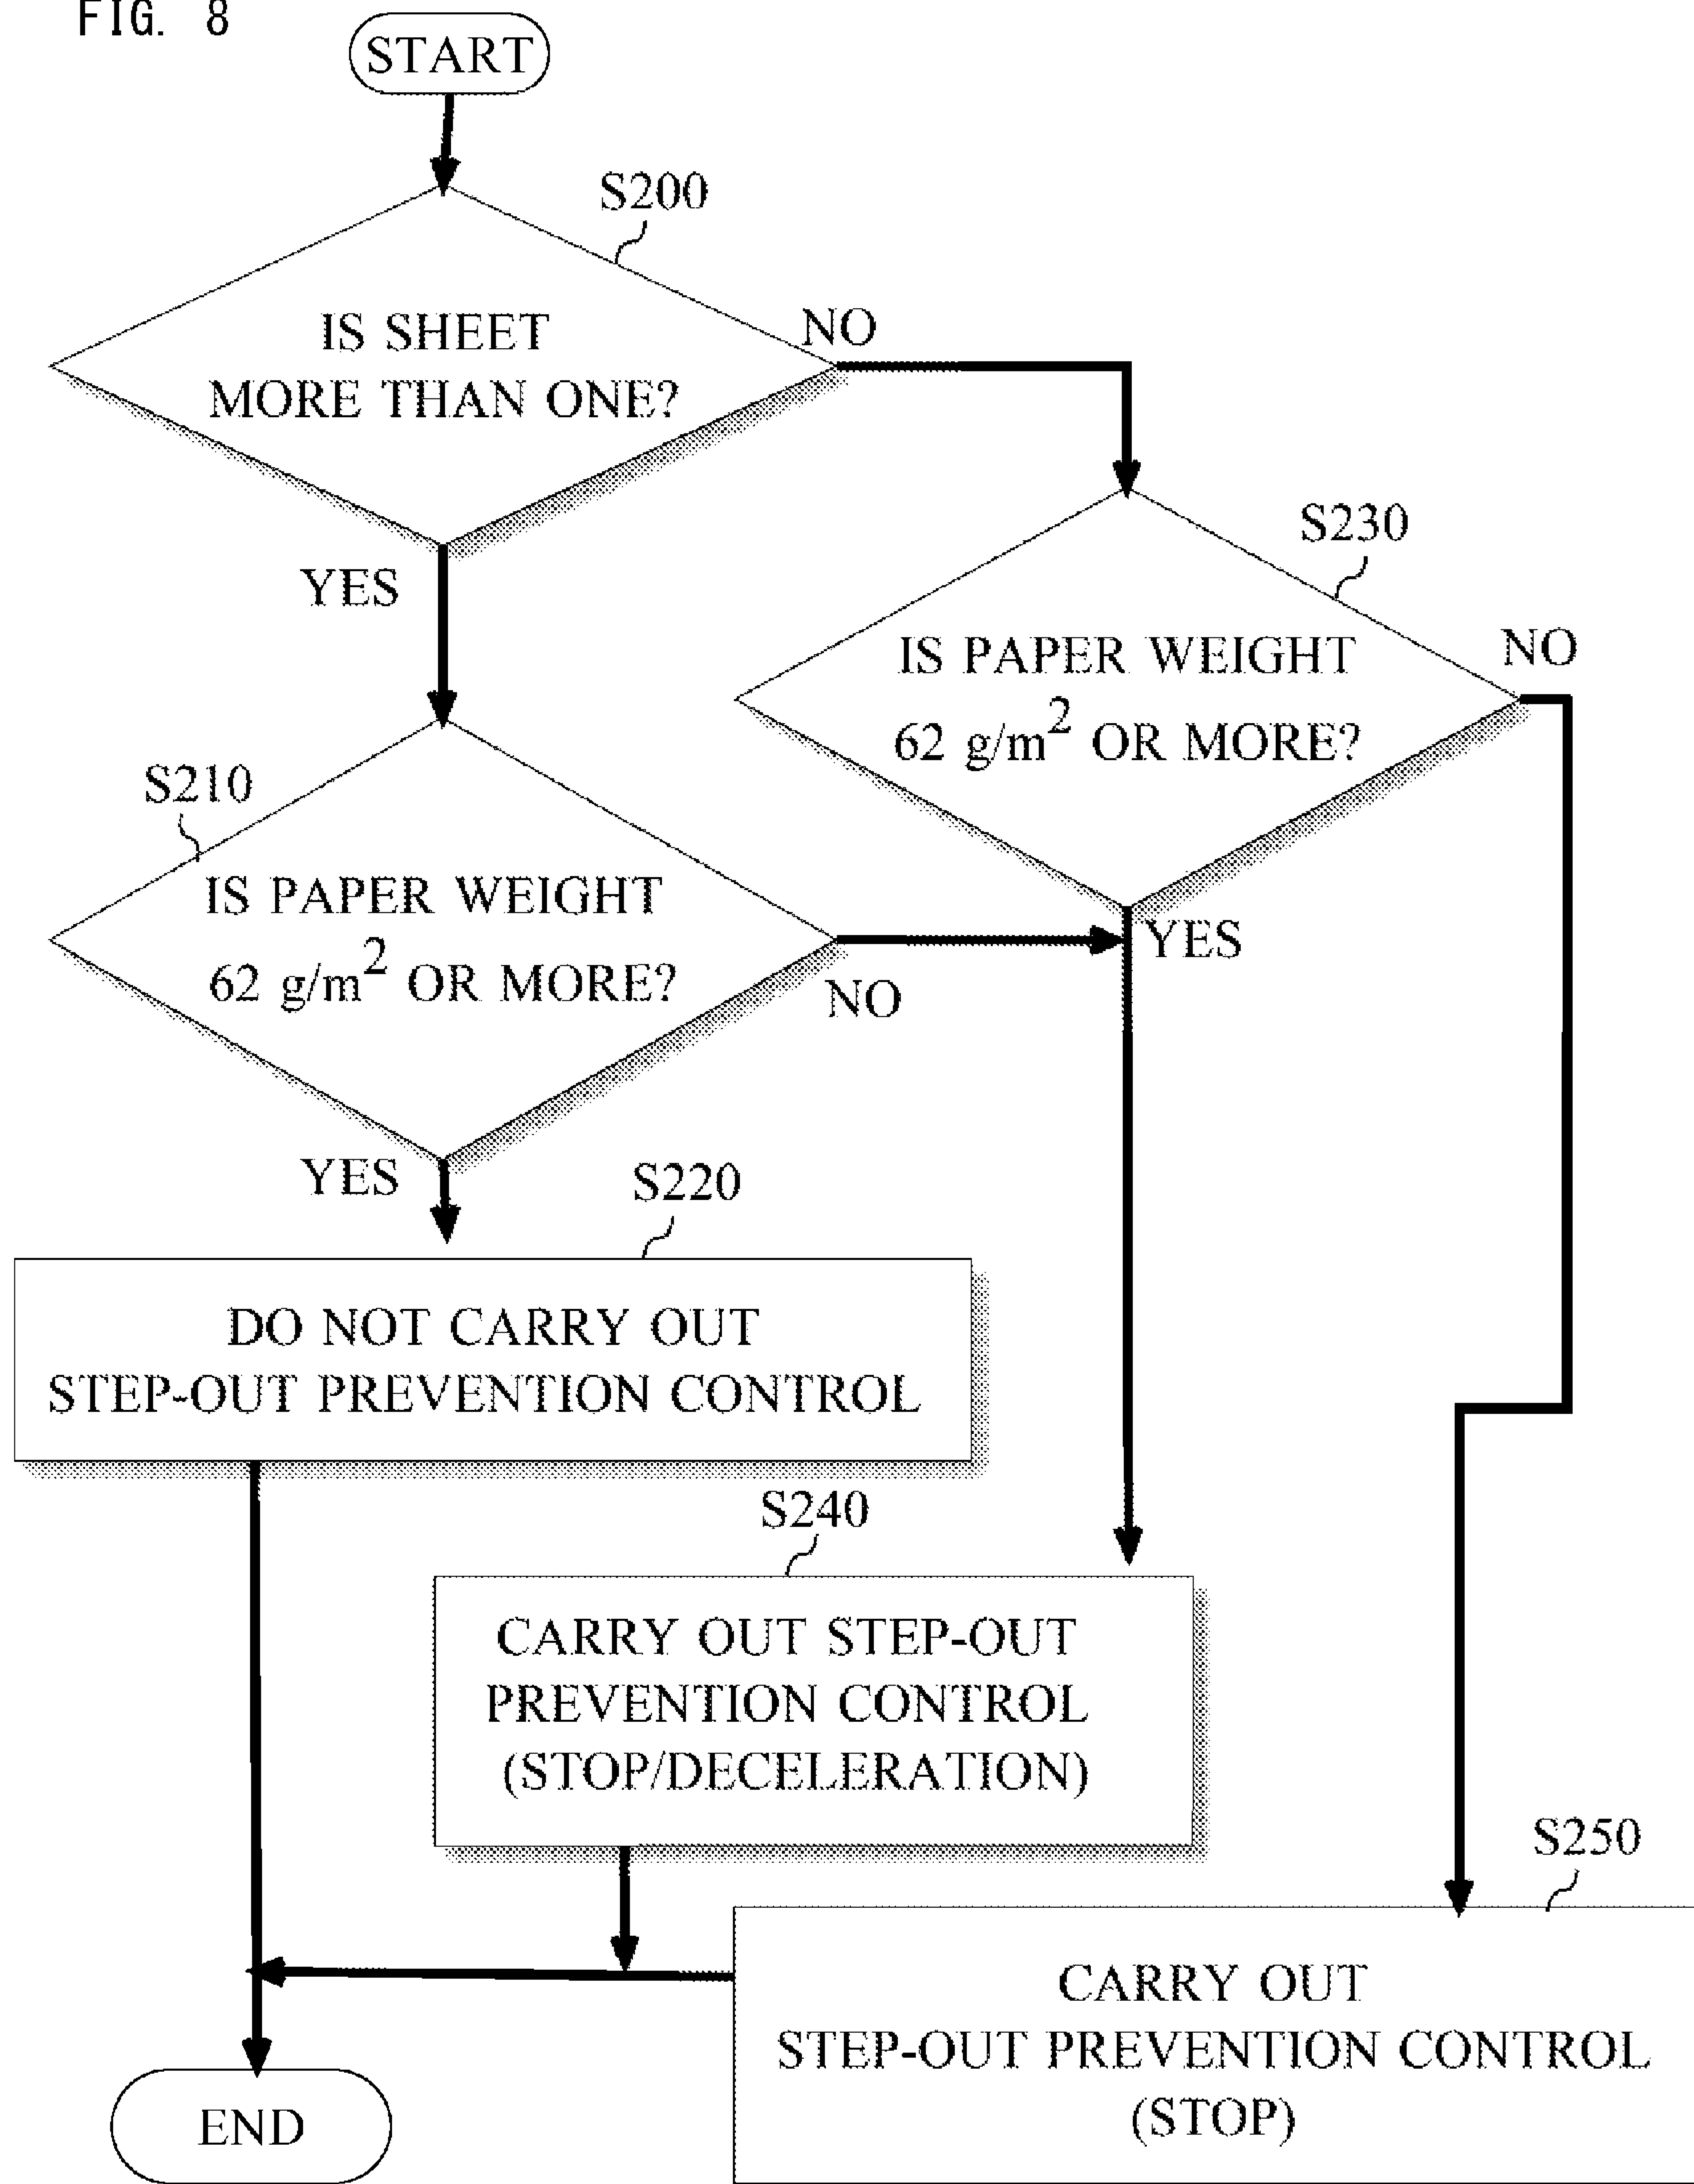 FIG. 8
START
S200
IS SHEET
MORE THAN ONE?
NO
YES
S230
IS PAPER WEIGHT
62 g/m² OR MORE?
NO
YES
S210
IS PAPER WEIGHT
62 g/m² OR MORE?
NO
YES
S220
DO NOT CARRY OUT
STEP-OUT PREVENTION CONTROL
S240
CARRY OUT STEP-OUT
PREVENTION CONTROL
(STOP/DECELERATION)
S250
CARRY OUT
STEP-OUT PREVENTION CONTROL
(STOP)
END